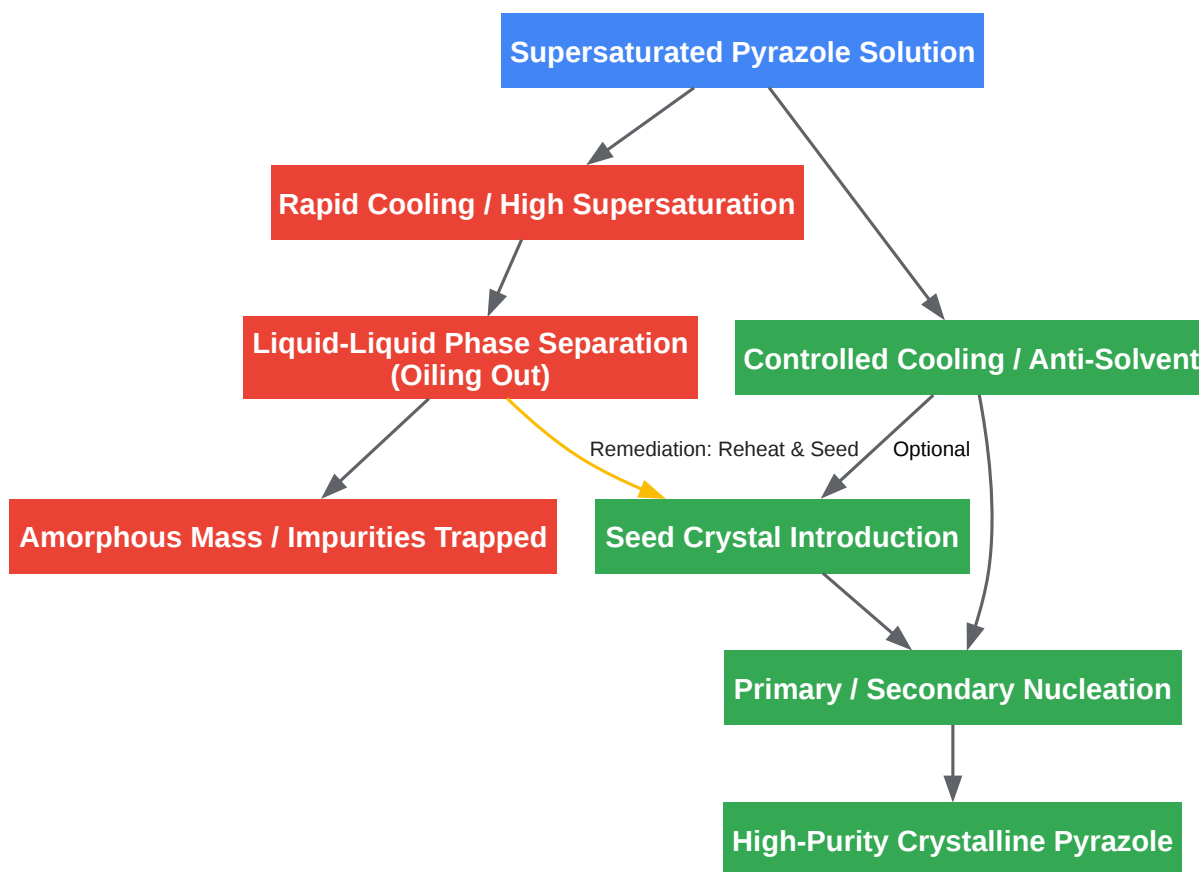 Supersaturated Pyrazole Solution
Rapid Cooling / High Supersaturation
Liquid-Liquid Phase Separation
(Oiling Out)
Controlled Cooling / Anti-Solvent
Remediation: Reheat & Seed
Optional
Amorphous Mass / Impurities Trapped
Seed Crystal Introduction
Primary / Secondary Nucleation
High-Purity Crystalline Pyrazole